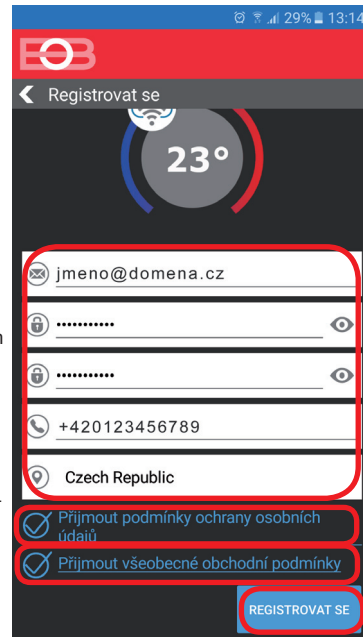 29% 13:14
EOB
Registrovat se
23°
jmeno@domena.cz
•••••••••••
•••••••••••
+420123456789
Czech Republic
Přijmout podmínky ochrany osobních
údajů
Přijmout všeobecné obchodní podmínky
REGISTROVAT SE